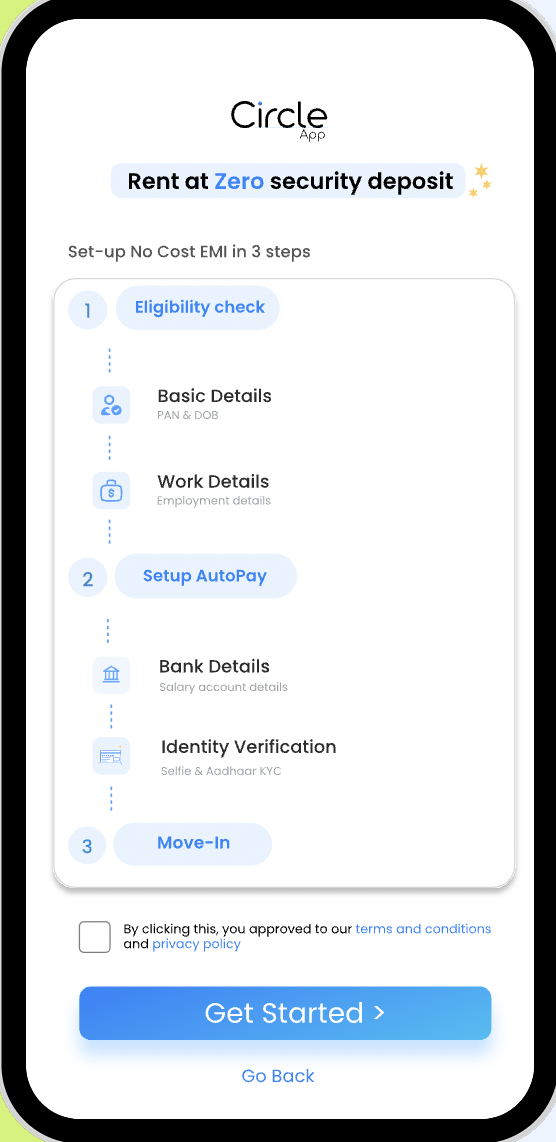 Circle
App
Rent at Zero security deposit
Set-up No Cost EMI in 3 steps
1 Eligibility check
Basic Details
PAN & DOB
Work Details
Employment details
2 Setup AutoPay
Bank Details
Salary account details
Identity Verification
Selfie & Aadhaar KYC
3 Move-In
By clicking this, you approved to our terms and conditions
and privacy policy
Get Started >
Go Back